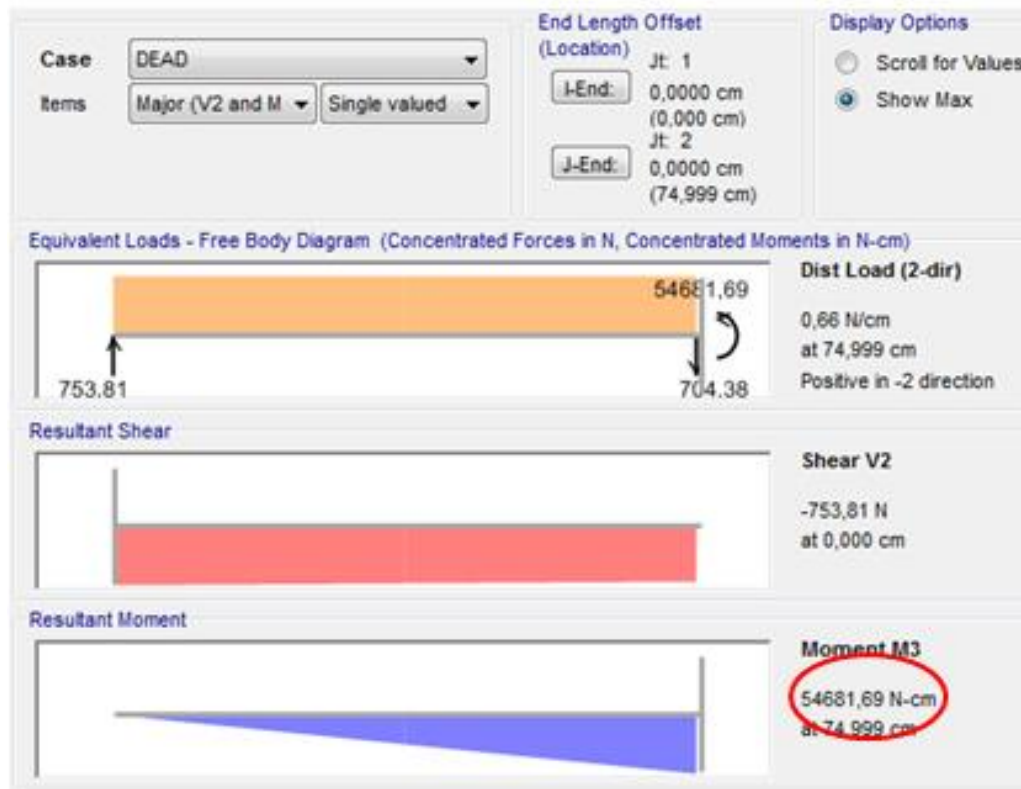 Case DEAD
Items Major (V2 and M Single valued
End Length Offset
(Location)
Jt: 1
I-End: 0,0000 cm
(0,000 cm)
Jt: 2
J-End: 0,0000 cm
(74,999 cm)
Display Options
Scroll for Values
Show Max
Equivalent Loads - Free Body Diagram (Concentrated Forces in N, Concentrated Moments in N-cm)
54681,69
753.81
704.38
Dist Load (2-dir)
0,66 N/cm
at 74,999 cm
Positive in -2 direction
Resultant Shear
Shear V2
-753,81 N
at 0,000 cm
Resultant Moment
Moment M3
54681,69 N-cm
at 74,999 cm